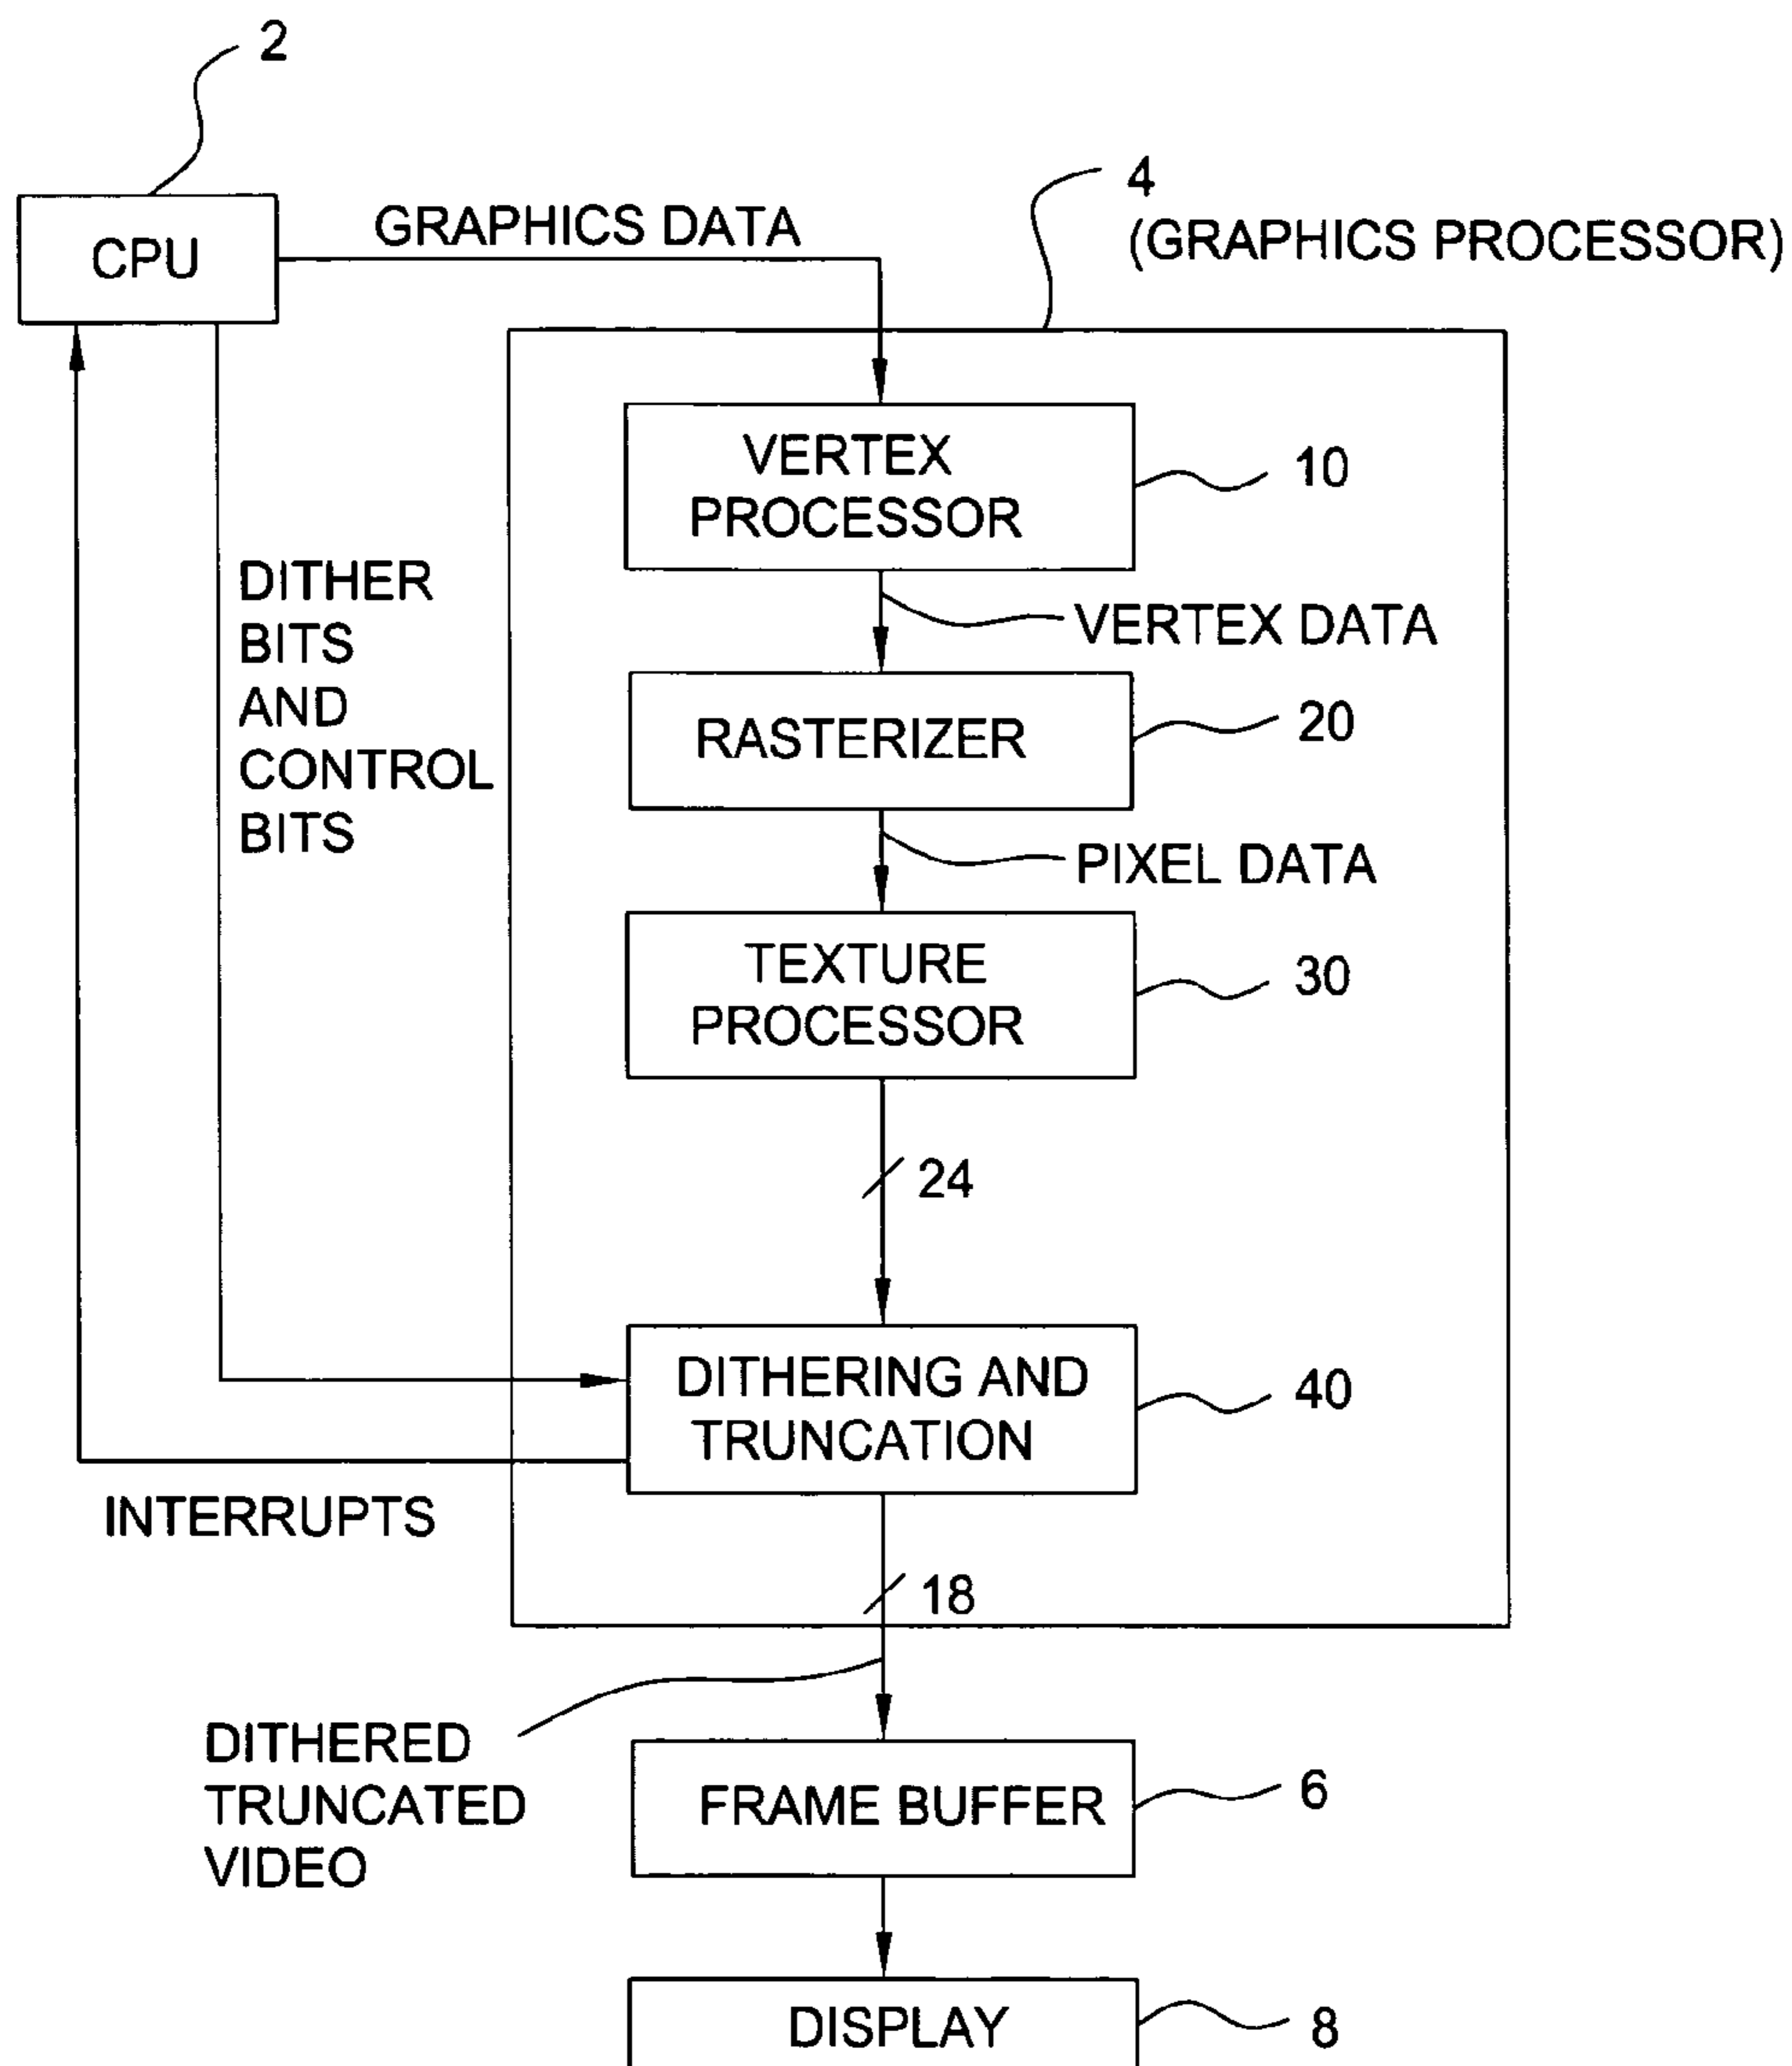 2
4
(GRAPHICS PROCESSOR)
CPU
GRAPHICS DATA
VERTEX
PROCESSOR
10
DITHER
BITS
AND
CONTROL
BITS
VERTEX DATA
RASTERIZER
20
PIXEL DATA
TEXTURE
PROCESSOR
30
24
DITHERING AND
TRUNCATION
40
INTERRUPTS
18
DITHERED
TRUNCATED
VIDEO
FRAME BUFFER
6
DISPLAY
8